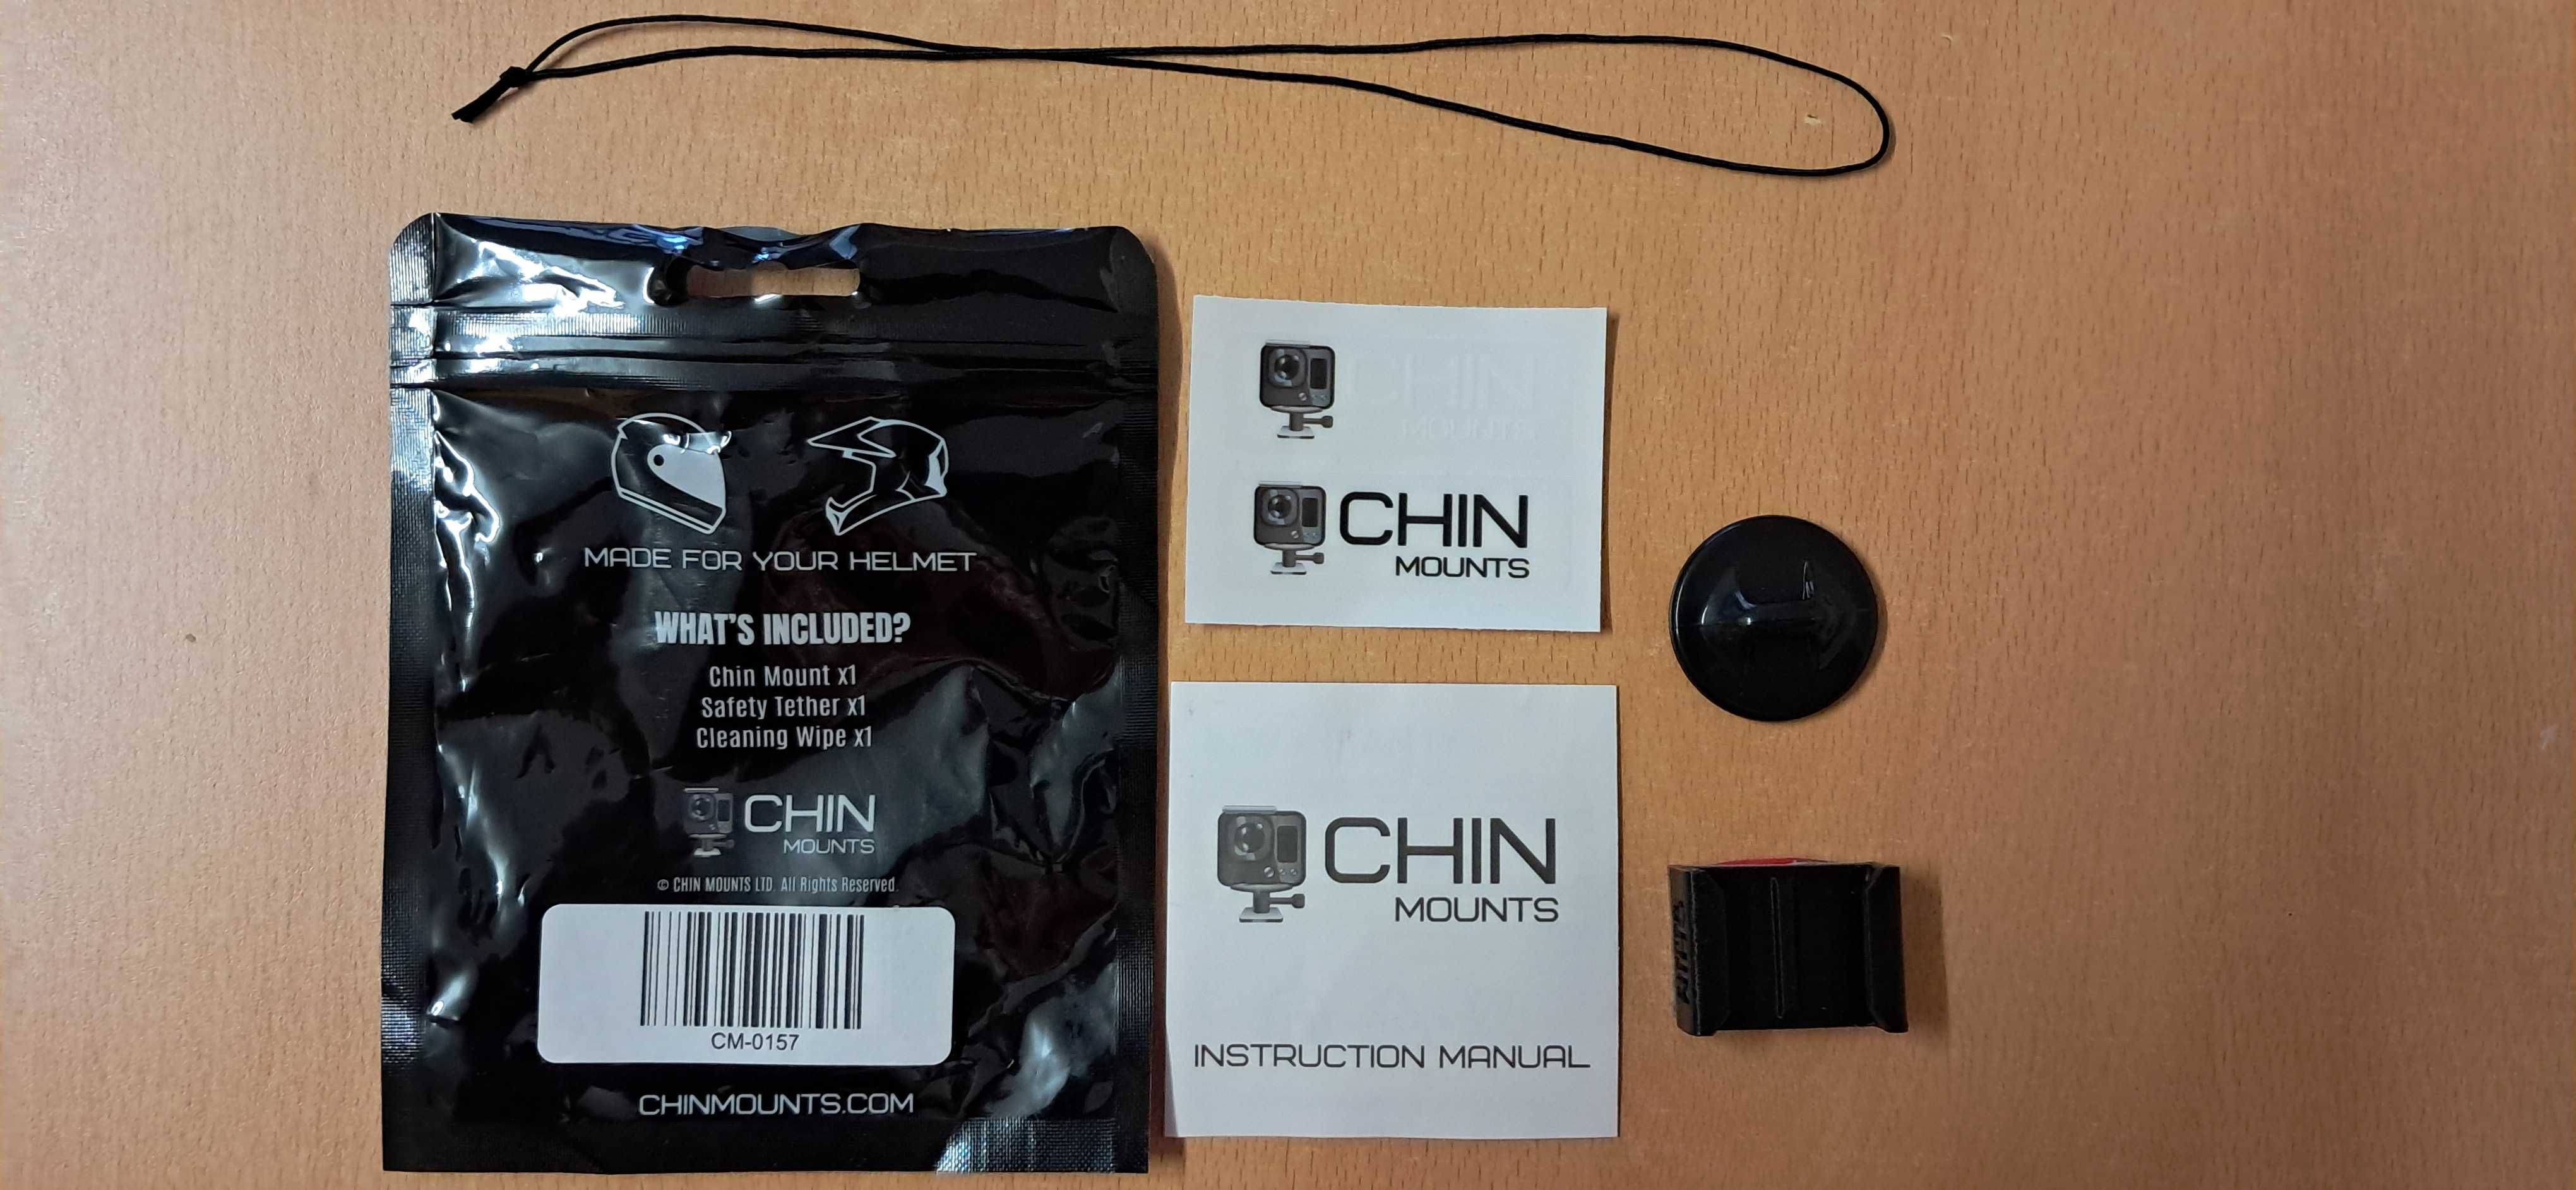 MADE FOR YOUR HELMET
WHAT'S INCLUDED?
Chin Mount x1
Safety Tether x1
Cleaning Wipe x1
CHIN
MOUNTS
© CHIN MOUNTS LTD. All Rights Reserved.
CM-0157
CHINMOUNTS.COM
CHIN
MOUNTS
CHIN
MOUNTS
CHIN
MOUNTS
INSTRUCTION MANUAL